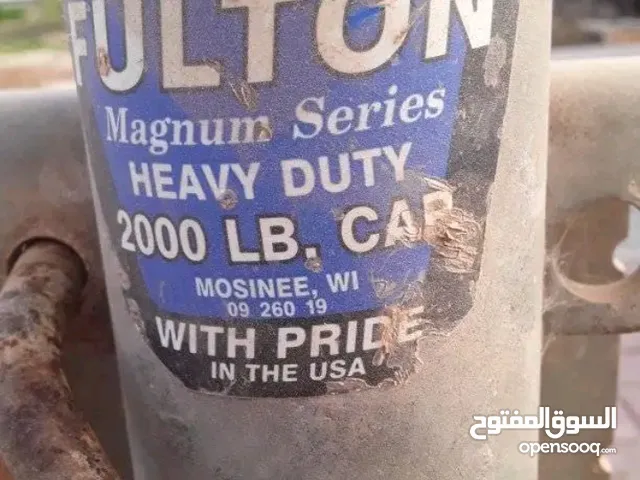 FULTON
Magnum Series
HEAVY DUTY
2000 LB. CAP.
MOSINEE, WI
09 260 19
WITH PRIDE
IN THE USA
السوق المفتوح
opensooq.com